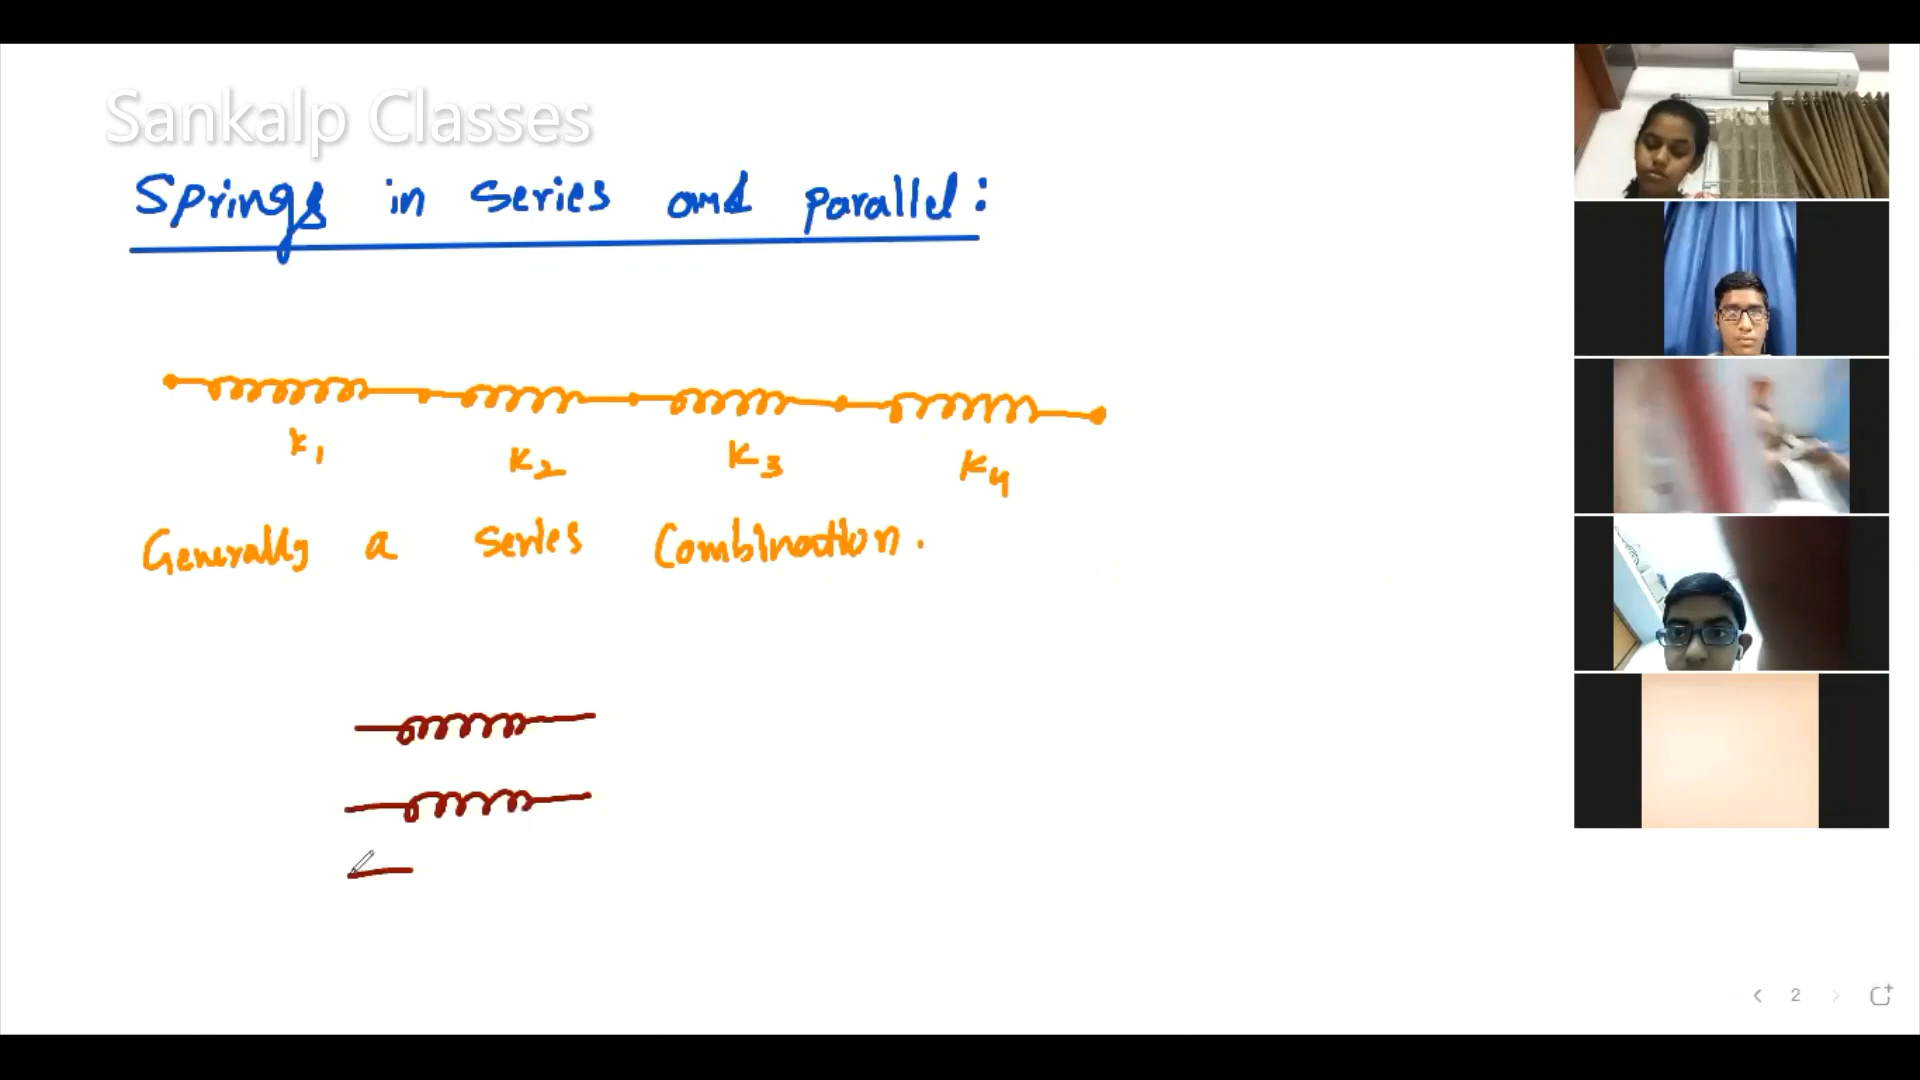 Sankalp Classes
Springs in series and parallel:
K1 K2 K3 K4
Generally a series Combination.
2